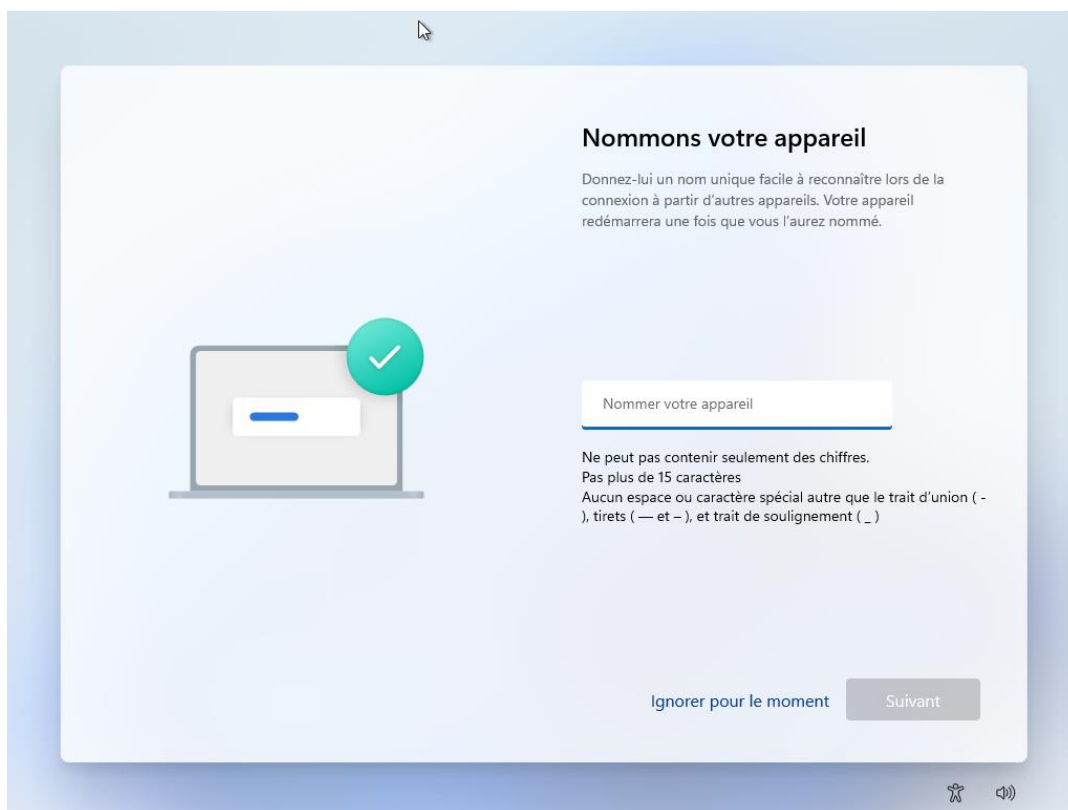 Nommons votre appareil
Donnez-lui un nom unique facile à reconnaître lors de la
connexion à partir d'autres appareils. Votre appareil
redémarrera une fois que vous l'aurez nommé.
Nommer votre appareil
Ne peut pas contenir seulement des chiffres.
Pas plus de 15 caractères
Aucun espace ou caractère spécial autre que le trait d'union ( -
), tirets ( — et – ), et trait de soulignement ( _ )
Ignorer pour le moment
Suivant